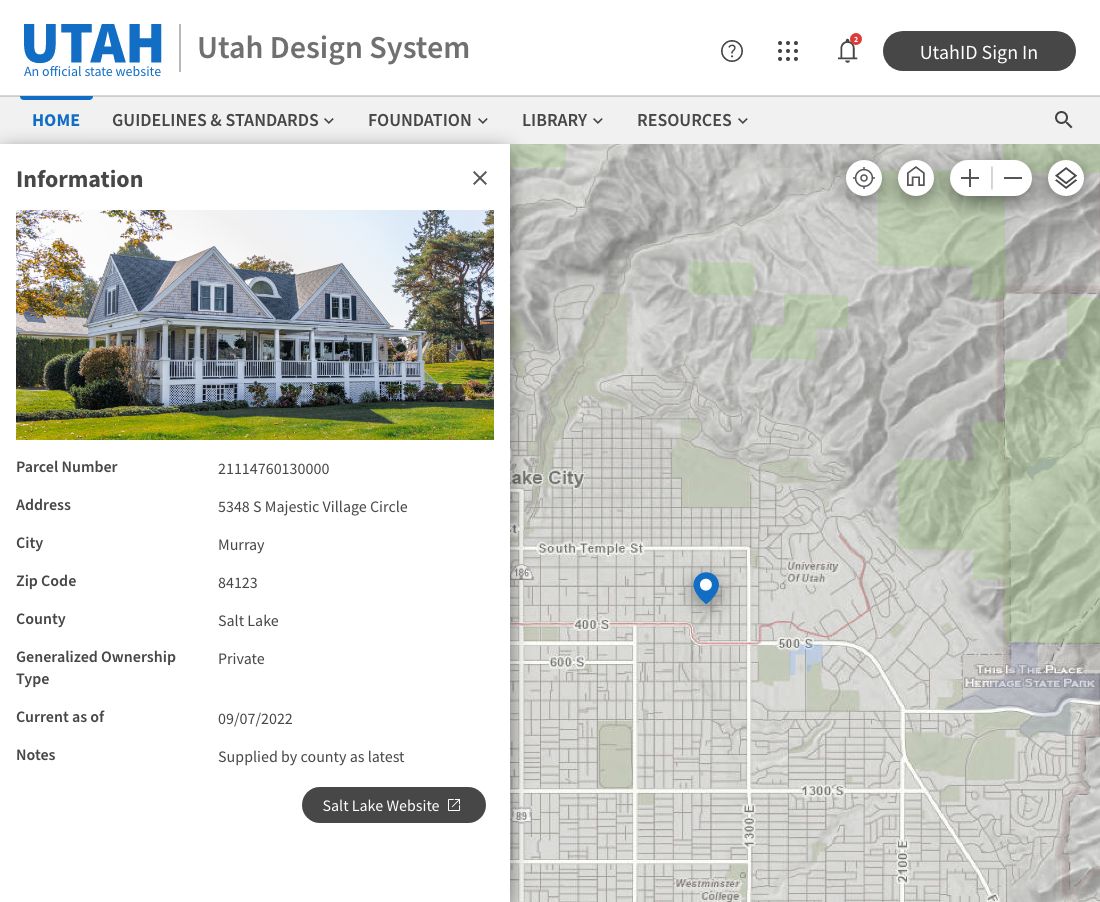 UTAH
An official state website
Utah Design System
2
UtahID Sign In
HOME
GUIDELINES & STANDARDS
FOUNDATION
LIBRARY
RESOURCES
Information
Parcel Number
21114760130000
Address
5348 S Majestic Village Circle
City
Murray
Zip Code
84123
County
Salt Lake
Generalized Ownership
Type
Private
Current as of
09/07/2022
Notes
Supplied by county as latest
Salt Lake Website
ake City
St
South Temple St
186
University
Of Utah
400 S
500 S
600 S
This Is The Place
Heritage State Park
1300 S
89
1300 E
2100 E
Westminster
College